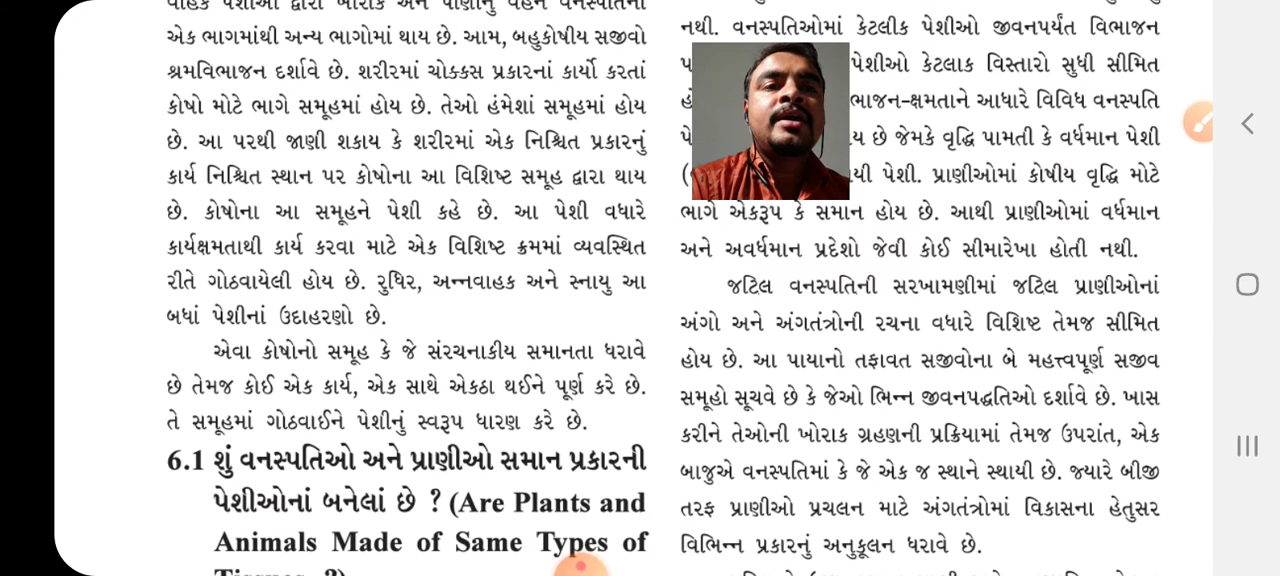 એક ભાગમાંથી અન્ય ભાગોમાં થાય છે. આમ, બહુકોષીય સજીવો
શ્રમવિભાજન દર્શાવે છે. શરીરમાં ચોક્કસ પ્રકારનાં કાર્યો કરતાં
કોષો મોટે ભાગે સમૂહમાં હોય છે. તેઓ હંમેશાં સમૂહમાં હોય
છે. આ પરથી જાણી શકાય કે શરીરમાં એક નિશ્ચિત પ્રકારનું
કાર્ય નિશ્ચિત સ્થાન પર કોષોના આ વિશિષ્ટ સમૂહ દ્વારા થાય
છે. કોષોના આ સમૂહને પેશી કહે છે. આ પેશી વધારે
કાર્યક્ષમતાથી કાર્ય કરવા માટે એક વિશિષ્ટ ક્રમમાં વ્યવસ્થિત
રીતે ગોઠવાયેલી હોય છે. રુધિર, અન્નવાહક અને સ્નાયુ આ
બધાં પેશીનાં ઉદાહરણો છે.
એવા કોષોનો સમૂહ કે જે સંરચનાકીય સમાનતા ધરાવે
છે તેમજ કોઈ એક કાર્ય, એક સાથે એકઠા થઈને પૂર્ણ કરે છે.
તે સમૂહમાં ગોઠવાઈને પેશીનું સ્વરૂપ ધારણ કરે છે.
6.1 શું વનસ્પતિઓ અને પ્રાણીઓ સમાન પ્રકારની
પેશીઓનાં બનેલાં છે ? (Are Plants and
Animals Made of Same Types of
નથી. વનસ્પતિઓમાં કેટલીક પેશીઓ જીવનપર્યંત વિભાજન
પેશીઓ કેટલાક વિસ્તારો સુધી સીમિત
ભાજન-ક્ષમતાને આધારે વિવિધ વનસ્પતિ
ય છે જેમકે વૃદ્ધિ પામતી કે વર્ધમાન પેશી
યી પેશી. પ્રાણીઓમાં કોષીય વૃદ્ધિ મોટે
ભાગે એકરૂપ કે સમાન હોય છે. આથી પ્રાણીઓમાં વર્ધમાન
અને અવર્ધમાન પ્રદેશો જેવી કોઈ સીમારેખા હોતી નથી.
જટિલ વનસ્પતિની સરખામણીમાં જટિલ પ્રાણીઓનાં
અંગો અને અંગતંત્રોની રચના વધારે વિશિષ્ટ તેમજ સીમિત
હોય છે. આ પાયાનો તફાવત સજીવોના બે મહત્ત્વપૂર્ણ સજીવ
સમૂહો સૂચવે છે કે જેઓ ભિન્ન જીવનપદ્ધતિઓ દર્શાવે છે. ખાસ
કરીને તેઓની ખોરાક ગ્રહણની પ્રક્રિયામાં તેમજ ઉપરાંત, એક
બાજુએ વનસ્પતિમાં કે જે એક જ સ્થાને સ્થાયી છે. જ્યારે બીજી
તરફ પ્રાણીઓ પ્રચલન માટે અંગતંત્રોમાં વિકાસના હેતુસર
વિભિન્ન પ્રકારનું અનુકૂલન ધરાવે છે.